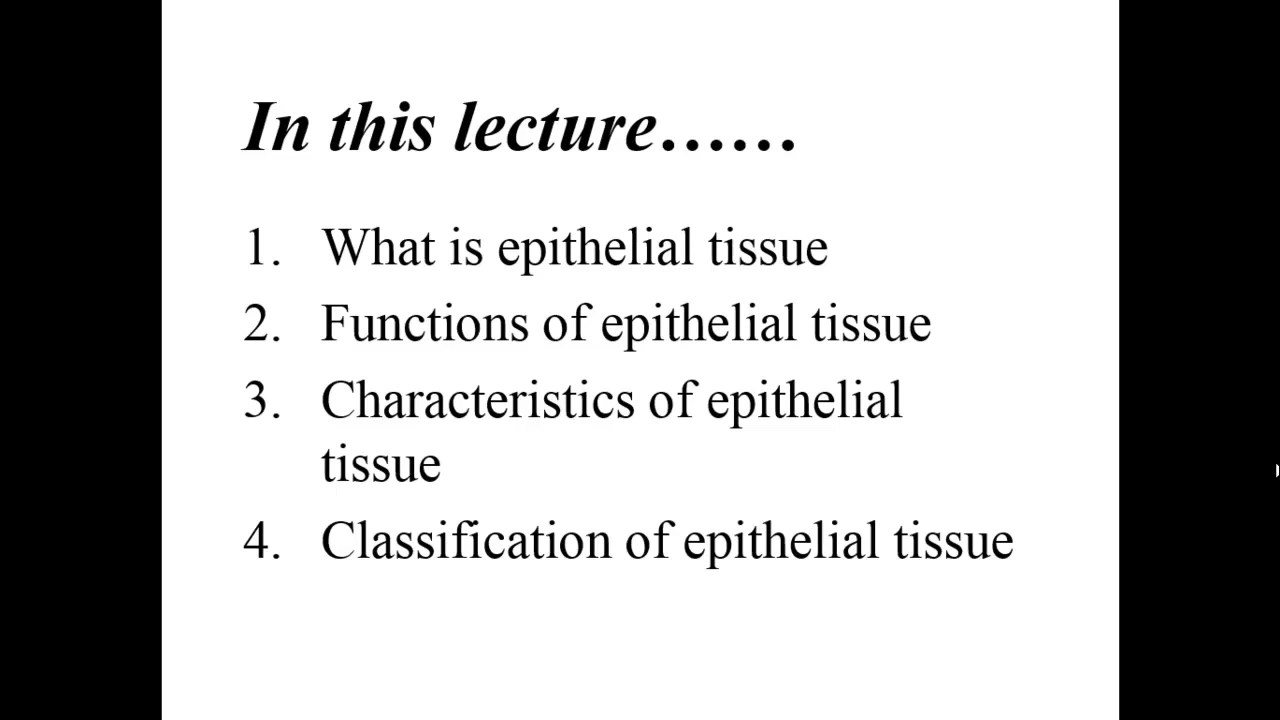 In this lecture……
1. What is epithelial tissue
2. Functions of epithelial tissue
3. Characteristics of epithelial
tissue
4. Classification of epithelial tissue